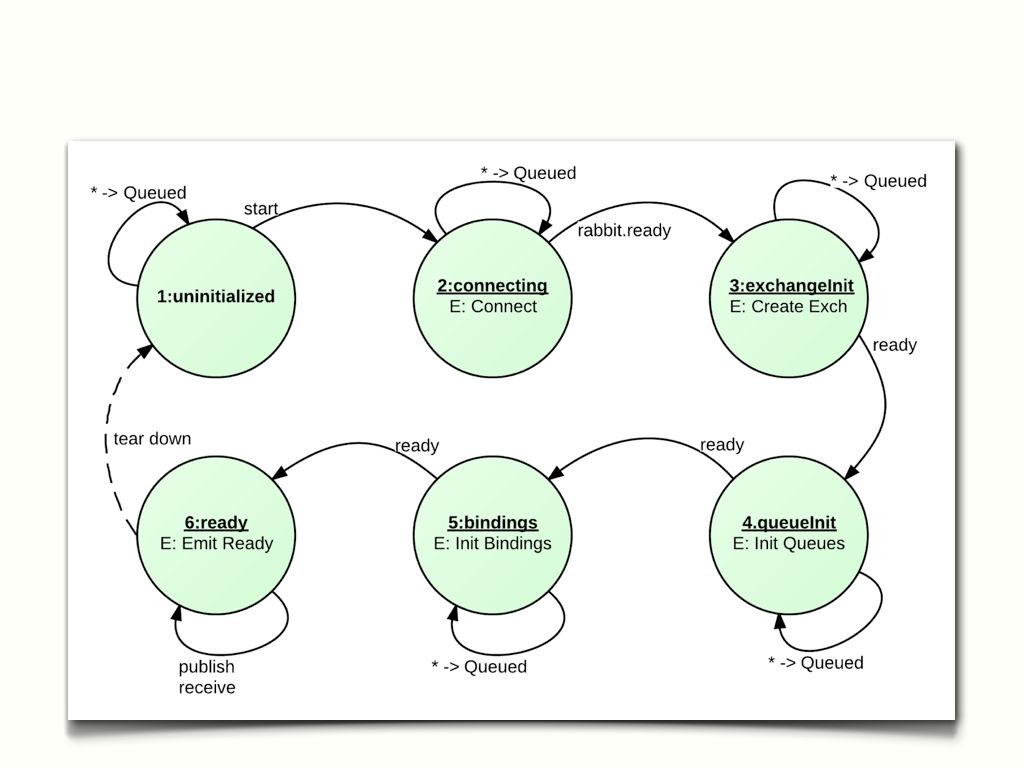 * -> Queued
start
* -> Queued
rabbit.ready
* -> Queued
1:uninitialized
2:connecting
E: Connect
3:exchangeInit
E: Create Exch
ready
tear down
ready
ready
6:ready
E: Emit Ready
5:bindings
E: Init Bindings
4.queueInit
E: Init Queues
publish
receive
* -> Queued
* -> Queued